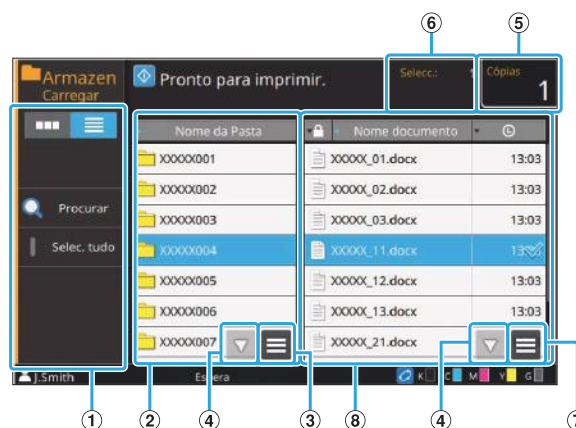 ⑥ ⑤
Armazen
Carregar
Pronto para imprimir.
Selecc.: 1
Cópias
1
Nome da Pasta
Nome documento
XXXXX001
XXXXX_01.docx 13:03
XXXXX002
XXXXX_02.docx 13:03
Procurar
XXXXX003
XXXXX_03.docx 13:03
Selec. tudo
XXXXX004
XXXXX_11.docx
XXXXX005
XXXXX_12.docx 13:03
XXXXX006
XXXXX_13.docx 13:03
XXXXX007
XXXXX_21.docx
J.Smith
Espera
K C M Y G
① ② ④ ③ ⑧ ④ ⑦